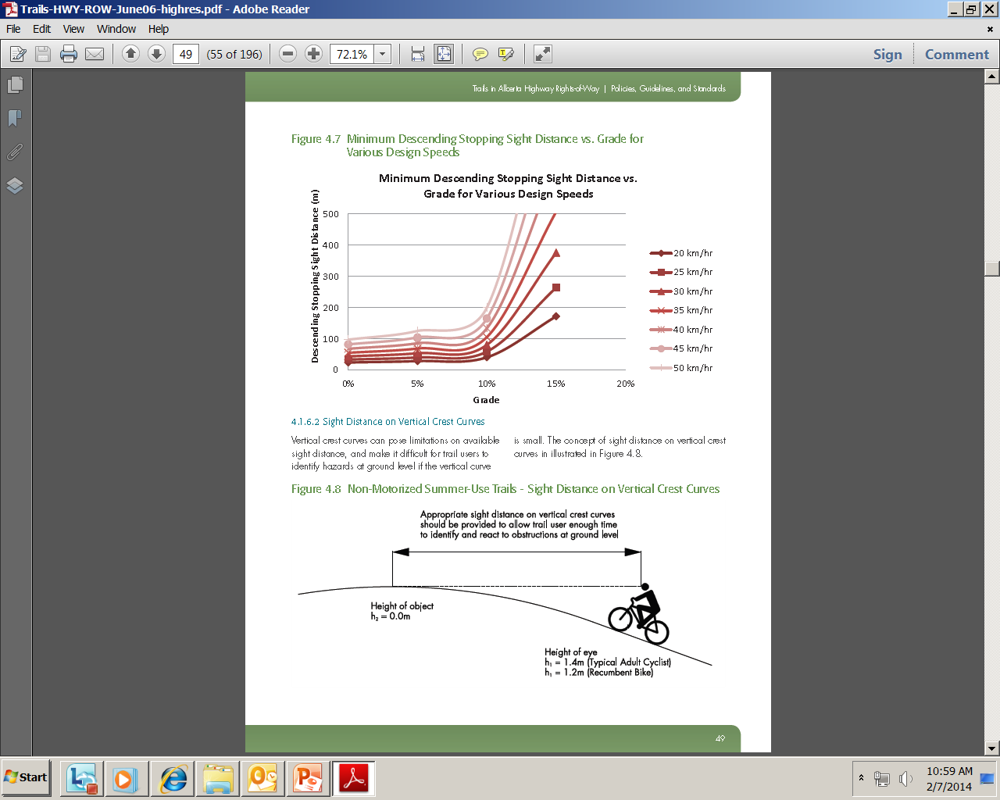 Trails-HWY-ROW-June06-highres.pdf - Adobe Reader
File Edit View Window Help
49 (55 of 196) 72.1% Sign Comment
Trails in Alberta Highway Rights-of-Way | Policies, Guidelines, and Standards
Figure 4.7 Minimum Descending Stopping Sight Distance vs. Grade for
Various Design Speeds
Minimum Descending Stopping Sight Distance vs.
Grade for Various Design Speeds
Descending Stopping Sight Distance (m)
500
400
300
200
100
0
0% 5% 10% 15% 20%
Grade
20 km/hr
25 km/hr
30 km/hr
35 km/hr
40 km/hr
45 km/hr
50 km/hr
4.1.6.2 Sight Distance on Vertical Crest Curves
Vertical crest curves can pose limitations on available
sight distance, and make it difficult for trail users to
identify hazards at ground level if the vertical curve
is small. The concept of sight distance on vertical crest
curves in illustrated in Figure 4.8.
Figure 4.8 Non-Motorized Summer-Use Trails - Sight Distance on Vertical Crest Curves
Appropriate sight distance on vertical crest curves
should be provided to allow trail user enough time
to identify and react to obstructions at ground level
Height of object
h₂ = 0.0m
Height of eye
h₁ = 1.4m (Typical Adult Cyclist)
h₁ = 1.2m (Recumbent Bike)
49
Start
10:59 AM
2/7/2014